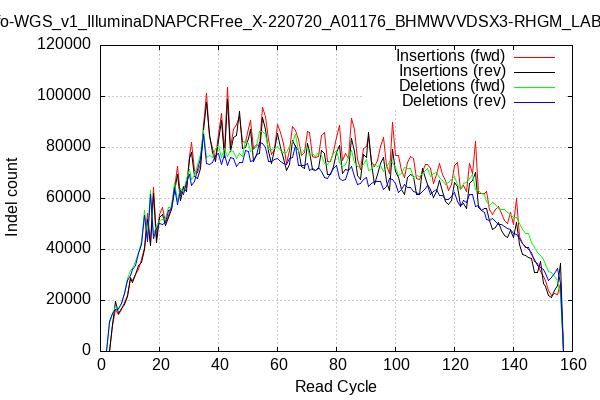 fo-WGS_v1_IlluminaDNAPCRFree_X-220720_A01176_BHMWVVDSX3-RHGM_LAB
Insertions (fwd)
Insertions (rev)
Deletions (fwd)
Deletions (rev)
120000
100000
80000
60000
40000
20000
0
Indel count
0 20 40 60 80 100 120 140 160
Read Cycle